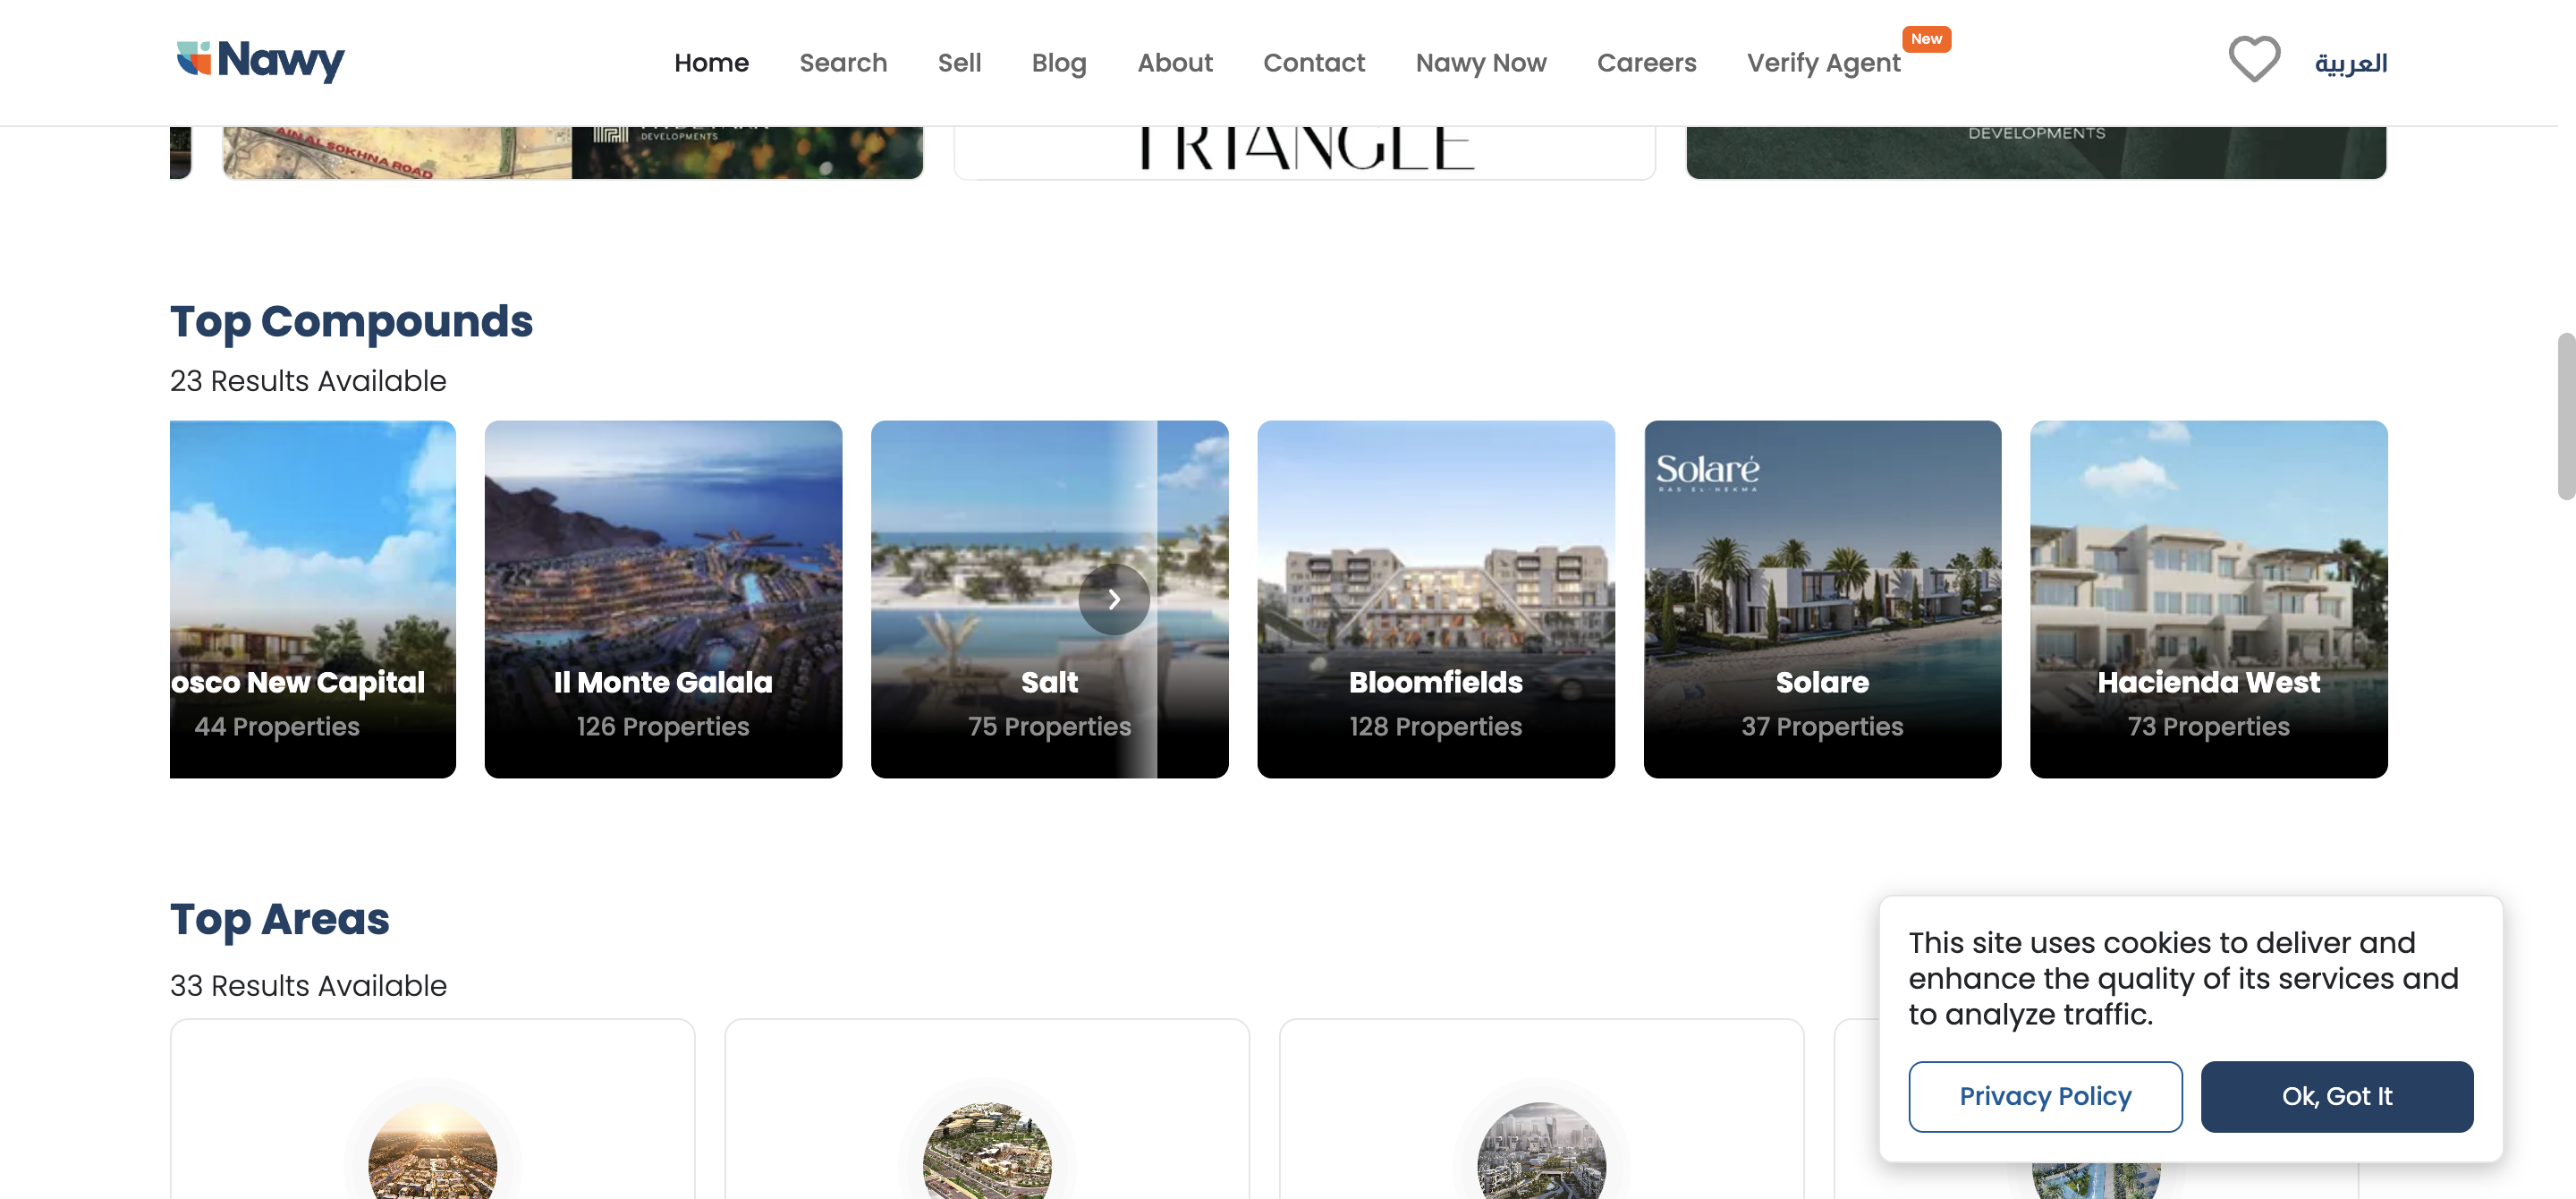 Nawy
Home
Search
Sell
Blog
About
Contact
Nawy Now
Careers
Verify Agent
New
العربية
AIN AL SOKHNA ROAD
DEVELOPMENTS
TRIANGLE
DEVELOPMENTS
Top Compounds
23 Results Available
osco New Capital
44 Properties
Il Monte Galala
126 Properties
Salt
75 Properties
Bloomfields
128 Properties
Solaré
RAS EL-HEKMA
Solare
37 Properties
Hacienda West
73 Properties
Top Areas
33 Results Available
This site uses cookies to deliver and
enhance the quality of its services and
to analyze traffic.
Privacy Policy
Ok, Got It